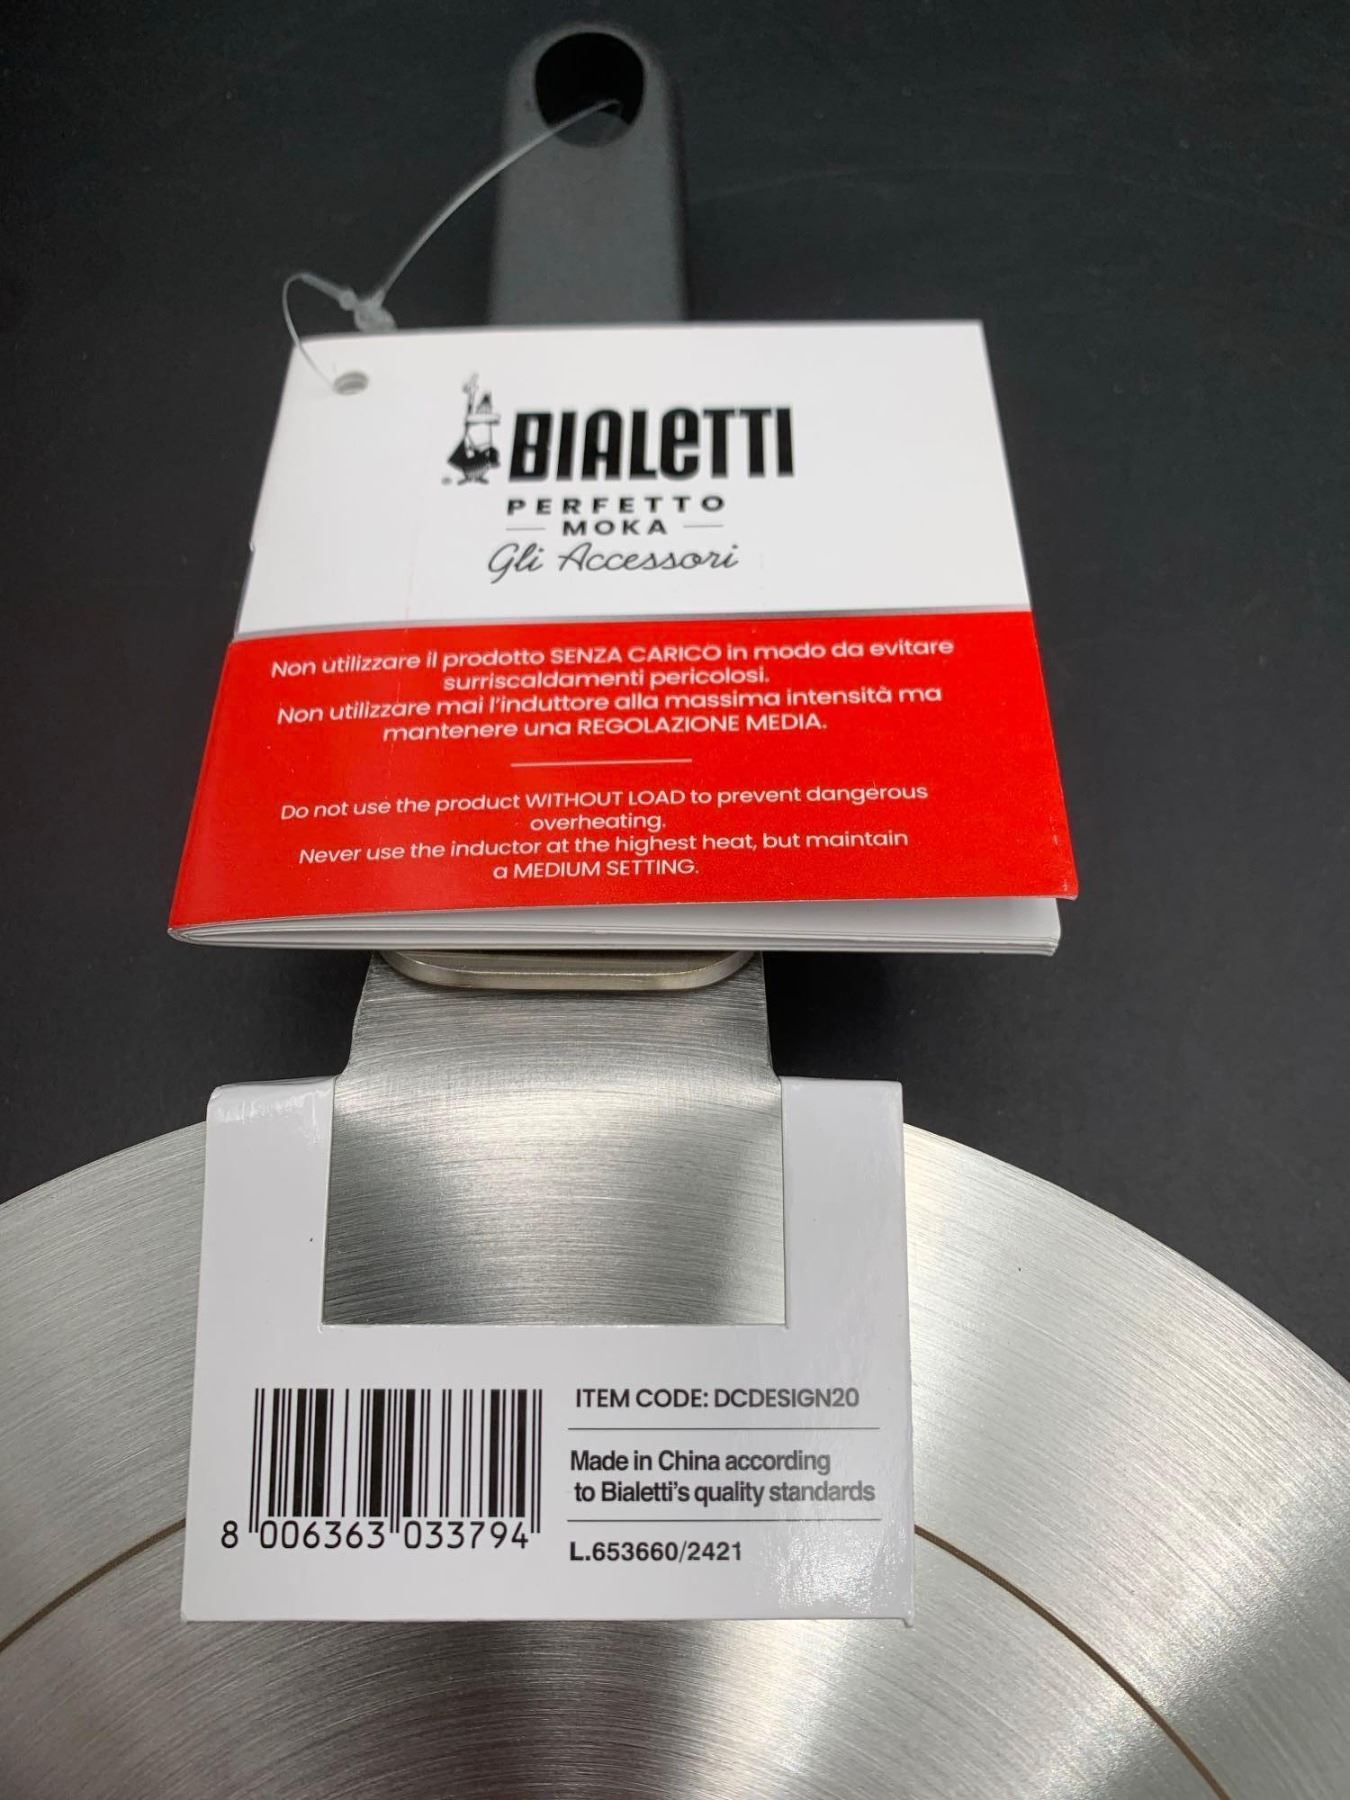 BIALETTI
PERFETTO
MOKA
Gli Accessori
Non utilizzare il prodotto SENZA CARICO in modo da evitare
surriscaldamenti pericolosi.
Non utilizzare mai l'induttore alla massima intensità ma
mantenere una REGOLAZIONE MEDIA.
Do not use the product WITHOUT LOAD to prevent dangerous
overheating.
Never use the inductor at the highest heat, but maintain
a MEDIUM SETTING.
ITEM CODE: DCDESIGN20
Made in China according
to Bialetti's quality standards
L.653660/2421
8 006363 033794